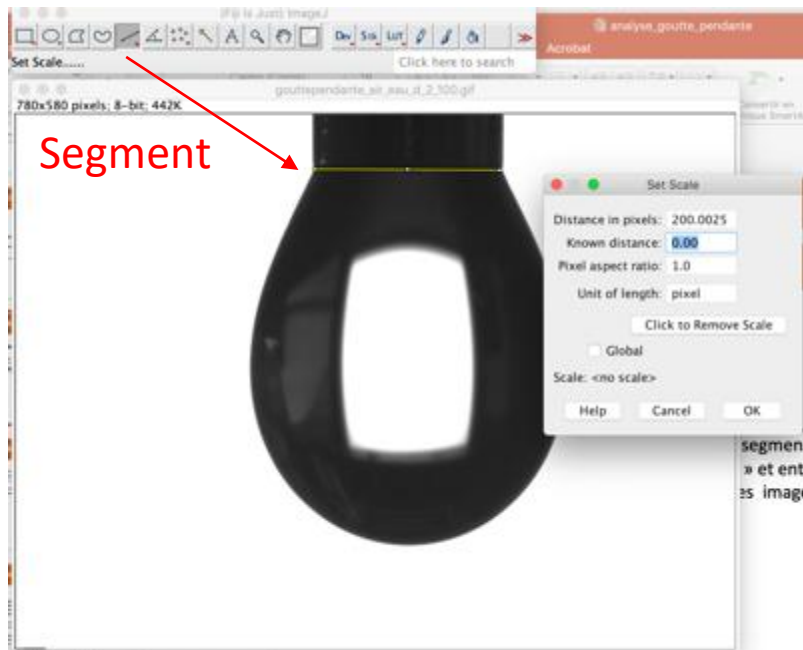 (Fiji Is Just) ImageJ
analyse_goutte_pendante
Acrobat
Dev Stk LUT
Set Scale......
Click here to search
gouttependante_air_eau_d_2_100.gif
780x580 pixels; 8-bit; 442K
Segment
Set Scale
Distance in pixels: 200.0025
Known distance: 0.00
Pixel aspect ratio: 1.0
Unit of length: pixel
Click to Remove Scale
Global
Scale: <no scale>
Help Cancel OK
segmen
» et ent
es imag